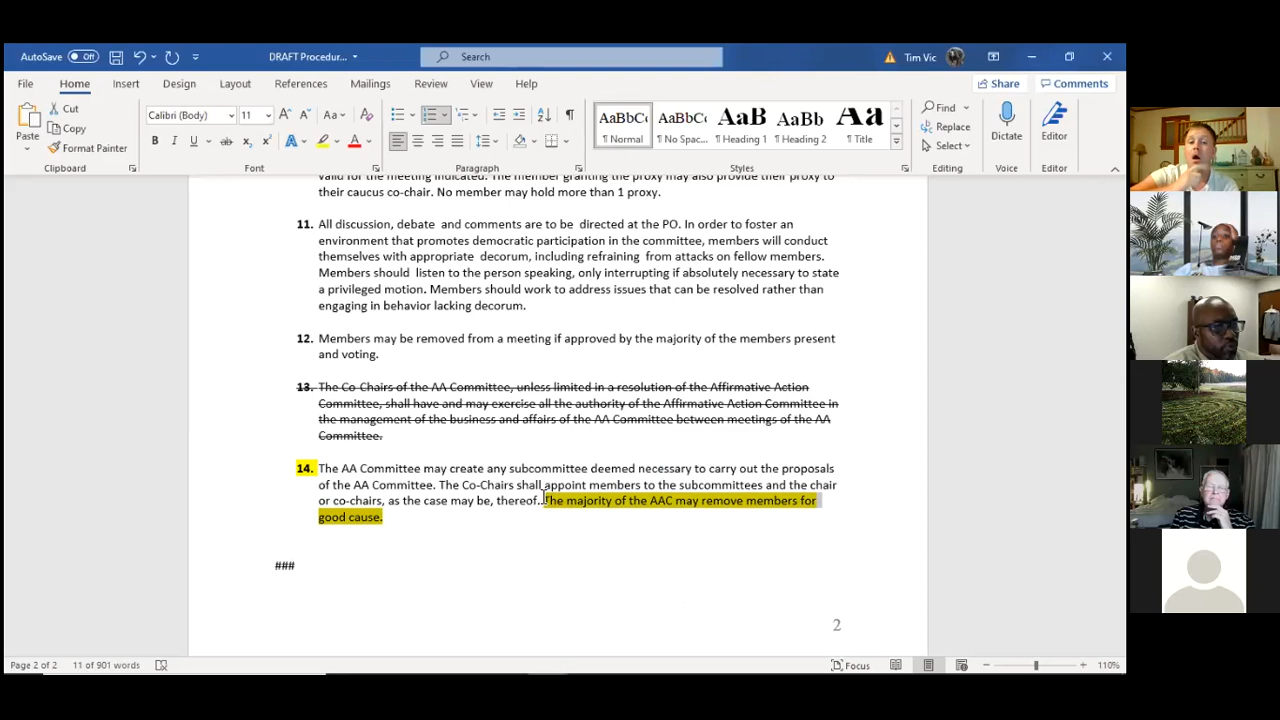 AutoSave Off DRAFT Procedur... Search Tim Vic
File Home Insert Design Layout References Mailings Review View Help Share Comments
Paste Cut Copy Format Painter Clipboard
Calibri (Body) 11 Font
Paragraph
AaBbCc Normal AaBbCc No Spac... AaB Heading 1 AaBb Heading 2 Aa Title Styles
Find Replace Select Editing
Dictate Voice
Editor Editor
valid for the meeting indicated. The member granting the proxy may also provide their proxy to
their caucus co-chair. No member may hold more than 1 proxy.
11. All discussion, debate and comments are to be directed at the PO. In order to foster an
environment that promotes democratic participation in the committee, members will conduct
themselves with appropriate decorum, including refraining from attacks on fellow members.
Members should listen to the person speaking, only interrupting if absolutely necessary to state
a privileged motion. Members should work to address issues that can be resolved rather than
engaging in behavior lacking decorum.
12. Members may be removed from a meeting if approved by the majority of the members present
and voting.
13. The Co-Chairs of the AA Committee, unless limited in a resolution of the Affirmative Action
Committee, shall have and may exercise all the authority of the Affirmative Action Committee in
the management of the business and affairs of the AA Committee between meetings of the AA
Committee.
14. The AA Committee may create any subcommittee deemed necessary to carry out the proposals
of the AA Committee. The Co-Chairs shall appoint members to the subcommittees and the chair
or co-chairs, as the case may be, thereof...The majority of the AAC may remove members for
good cause.
###
2
Page 2 of 2 11 of 901 words Focus 110%